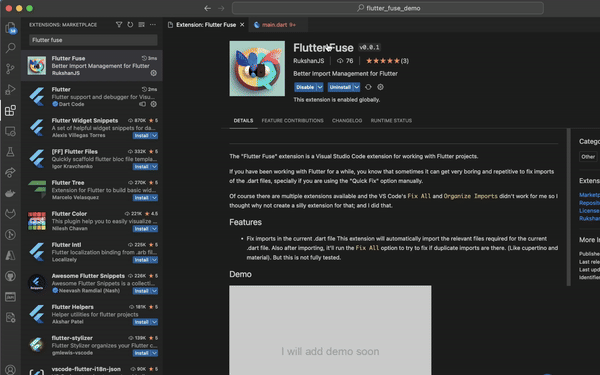 flutter_fuse_demo
EXTENSIONS: MARKETPLACE
Flutter fuse
Flutter Fuse
3ms
Better Import Management for Flutter
RukshanJS
Flutter
2ms
Flutter support and debugger for Visu...
Dart Code
Flutter Widget Snippets
870K
5
A set of helpful widget snippets for da...
Alexis Villegas Torres
Install
[FF] Flutter Files
332K
5
Quickly scaffold flutter bloc file templat...
Igor Kravchenko
Install
Flutter Tree
270K
5
Extension for Flutter to build basic wid...
Marcelo Velasquez
Install
Flutter Color
221K
4.5
This plugin help you to easily visualize ...
Nilesh Chavan
Install
Flutter Intl
Flutter localization binding from .arb fil...
Localizely
Install
Awesome Flutter Snippets
Awesome Flutter Snippets is a collecti...
Neevash Ramdial (Nash)
Install
Flutter Helpers
181K
5
Helper utilities for flutter projects
Akshar Patel
Install
flutter-stylizer
136K
5
Flutter Stylizer organizes your Flutter c...
gmlewis-vscode
Install
vscode-flutter-i18n-json
90K
5
Extension: Flutter Fuse
main.dart
9+
Flutter Fuse
v0.0.1
RukshanJS
76
(3)
Better Import Management for Flutter
Disable
Uninstall
This extension is enabled globally.
DETAILS
FEATURE CONTRIBUTIONS
CHANGELOG
RUNTIME STATUS
The "Flutter Fuse" extension is a Visual Studio Code extension for working with Flutter projects.
If you have been working with Flutter for a while, you know that sometimes it can get very boring and repetitive to fix imports
of the .dart files, specially if you are using the "Quick Fix" option manually.
Of course there are multiple extensions available and the VS Code's Fix All and Organize Imports didn't work for me so I
thought why not create a silly extension for that; and I did that.
Features
Fix imports in the current .dart file This extension will automatically import the relevant files required for the current
.dart file. Also after importing, it'll run the Fix All option to try to fix if duplicate imports are there. (Like cupertino and
material). But this is not fully tested.
Demo
I will add demo soon
Categ
Other
Extens
Marketp
Reposito
License
Ruksha
More In
Published
Last relea
Last upda
Identifier